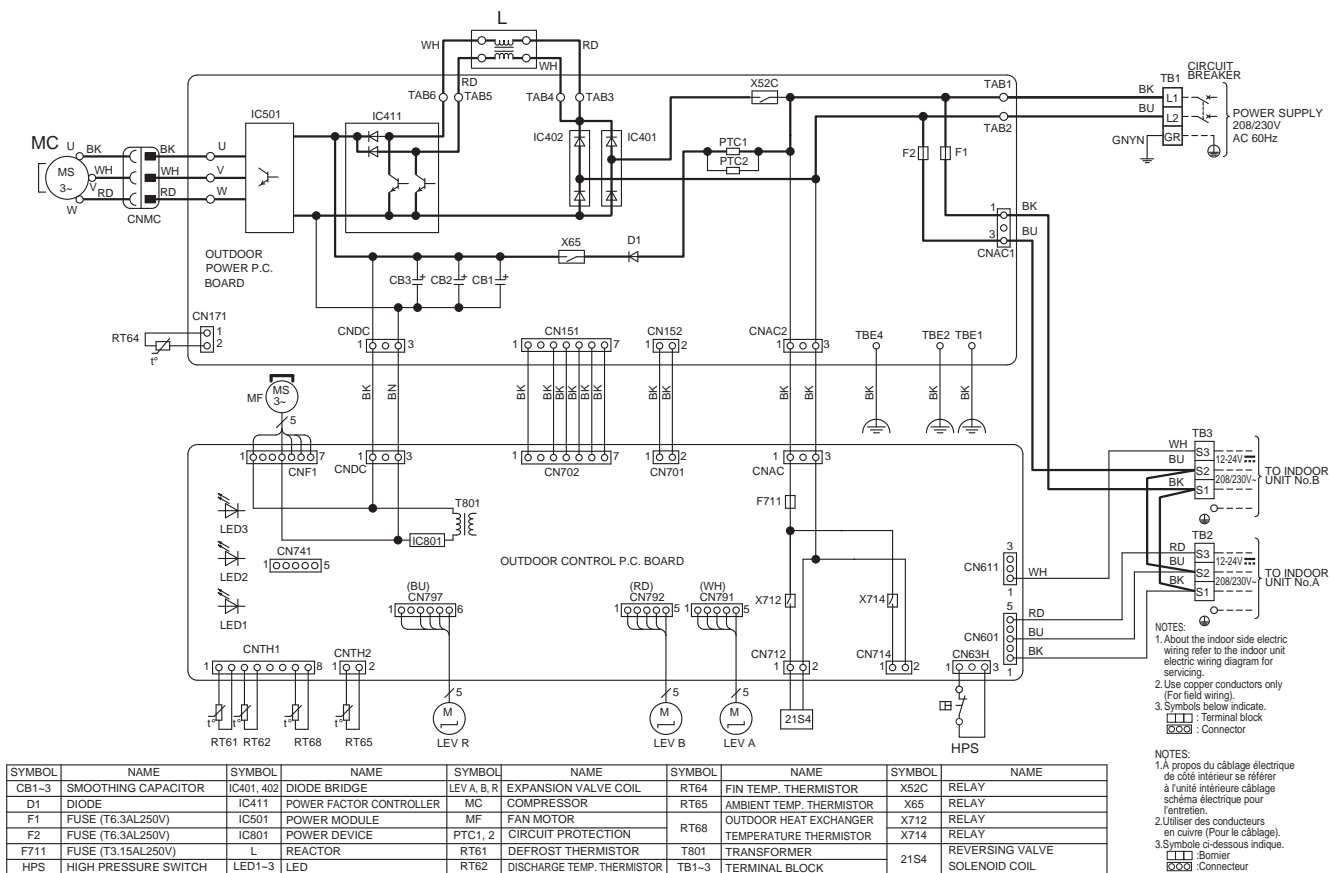 L
WH
RD
WH
RD
TAB6
TAB5
TAB4
TAB3
X52C
TAB1
TAB2
TB1
CIRCUIT
BREAKER
BK
L1
BU
L2
GNYN
GR
POWER SUPPLY
208/230V
AC 60Hz
IC501
IC411
IC402
IC401
PTC1
PTC2
F2
F1
MC
U
BK
BK
U
MS
3~
WH
WH
V
V
RD
RD
W
W
CNMC
OUTDOOR
POWER P.C.
BOARD
X65
D1
CB3
+
CB2
+
CB1
+
1
BK
3
BU
CNAC1
CN171
1
2
RT64
t°
CNDC
1
3
CN151
1
7
CN152
1
2
CNAC2
1
3
TBE4
TBE2
TBE1
MF
MS
3~
5
BK
BN
BK
BK
BK
BK
BK
BK
BK
BK
BK
BK
BK
BK
BK
1
7
CNF1
CNDC
1
3
1
7
CN702
1
2
CN701
CNAC
1
3
TB3
WH
S3
BU
12-24V
S2
BK
208/230V~
S1
TO INDOOR
UNIT No.B
LED3
LED2
LED1
CN741
1
5
T801
IC801
OUTDOOR CONTROL P.C. BOARD
F711
X712
X714
3
CN611
1
WH
5
RD
CN601
BU
BK
1
TB2
RD
S3
BU
12-24V
S2
BK
208/230V~
S1
TO INDOOR
UNIT No.A
(BU)
CN797
1
6
(RD)
CN792
1
5
(WH)
CN791
1
5
CNTH1
1
8
CNTH2
1
2
CN712
1
2
CN714
1
2
CN63H
1
3
t°
t°
t°
t°
RT61
RT62
RT68
RT65
5
M
LEV R
5
M
LEV B
5
M
LEV A
21S4
HPS
NOTES:
1. About the indoor side electric
wiring refer to the indoor unit
electric wiring diagram for
servicing.
2. Use copper conductors only
(For field wiring).
3. Symbols below indicate.
: Terminal block
: Connector
NOTES:
1.À propos du câblage électrique
de côté intérieur se référer
à l'unité intérieure câblage
schéma électrique pour
l'entretien.
2.Utiliser des conducteurs
en cuivre (Pour le câblage).
3.Symbole ci-dessous indique.
:Bornier
:Connecteur
SYMBOL NAME SYMBOL NAME SYMBOL NAME SYMBOL NAME SYMBOL NAME
CB1~3 SMOOTHING CAPACITOR IC401, 402 DIODE BRIDGE LEV A, B, R EXPANSION VALVE COIL RT64 FIN TEMP. THERMISTOR X52C RELAY
D1 DIODE IC411 POWER FACTOR CONTROLLER MC COMPRESSOR RT65 AMBIENT TEMP. THERMISTOR X65 RELAY
F1 FUSE (T6.3AL250V) IC501 POWER MODULE MF FAN MOTOR RT68 OUTDOOR HEAT EXCHANGER X712 RELAY
F2 FUSE (T6.3AL250V) IC801 POWER DEVICE PTC1, 2 CIRCUIT PROTECTION TEMPERATURE THERMISTOR X714 RELAY
F711 FUSE (T3.15AL250V) L REACTOR RT61 DEFROST THERMISTOR T801 TRANSFORMER 21S4 REVERSING VALVE
HPS HIGH PRESSURE SWITCH LED1~3 LED RT62 DISCHARGE TEMP. THERMISTOR TB1~3 TERMINAL BLOCK SOLENOID COIL